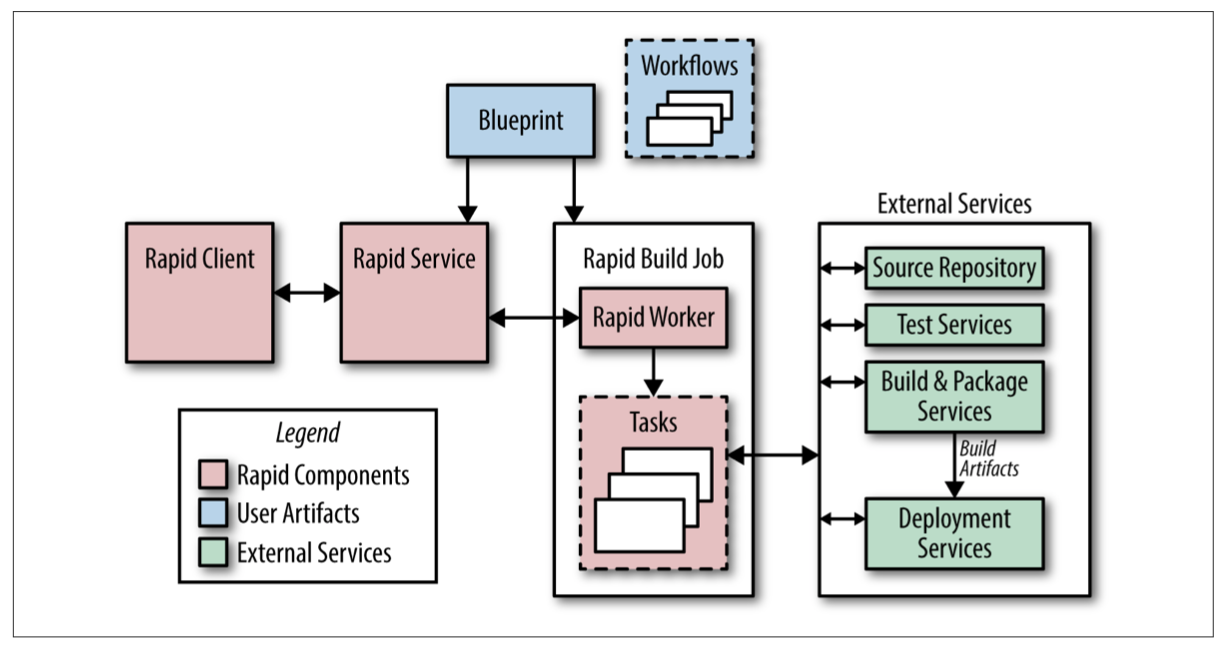 Workflows
Blueprint
External Services
Rapid Client
Rapid Service
Rapid Build Job
Source Repository
Rapid Worker
Test Services
Build & Package
Services
Tasks
Build
Artifacts
Deployment
Services
Legend
Rapid Components
User Artifacts
External Services